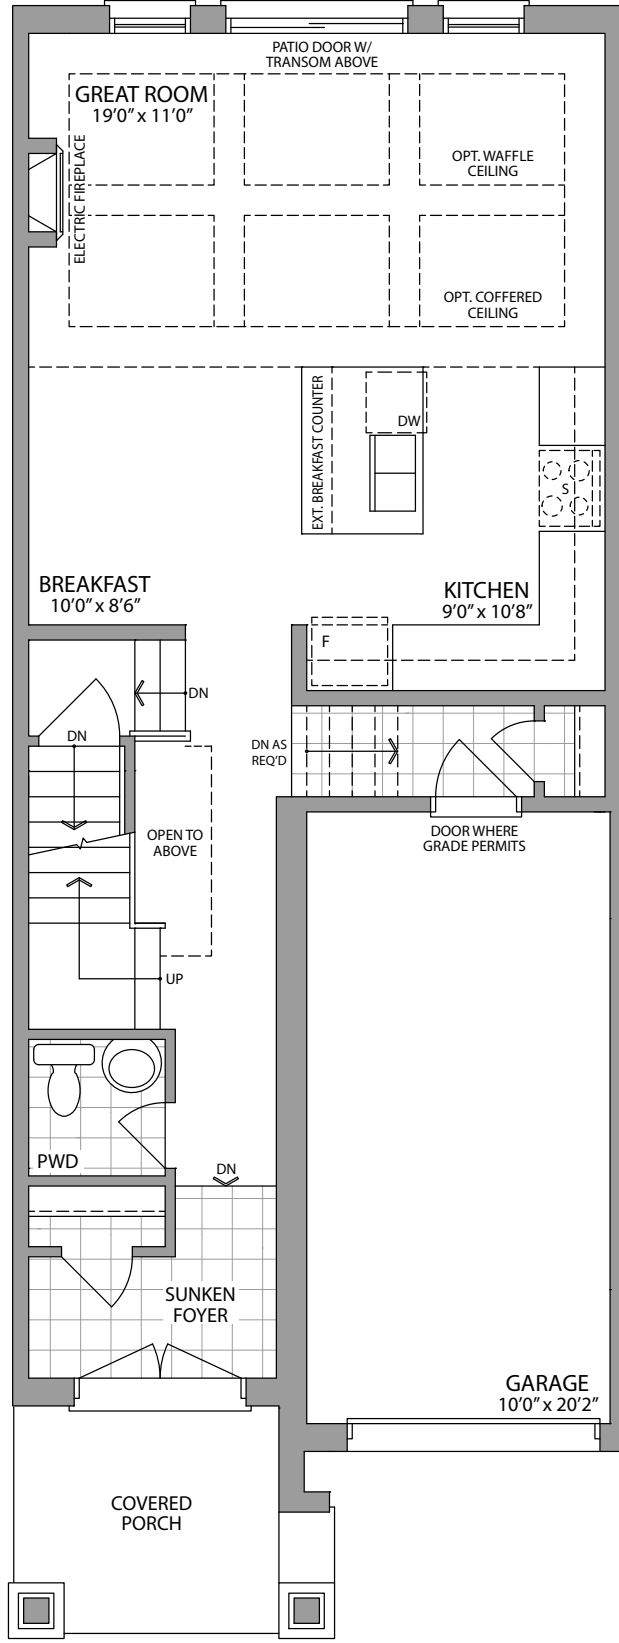 PATIO DOOR W/
TRANSOM ABOVE
GREAT ROOM
19'0" x 11'0"
ELECTRIC FIREPLACE
OPT. WAFFLE
CEILING
OPT. COFFERED
CEILING
EXT. BREAKFAST COUNTER
DW
S
BREAKFAST
10'0" x 8'6"
KITCHEN
9'0" x 10'8"
F
DN
DN
DN AS
REQ'D
OPEN TO
ABOVE
DOOR WHERE
GRADE PERMITS
UP
PWD
DN
SUNKEN
FOYER
GARAGE
10'0" x 20'2"
COVERED
PORCH